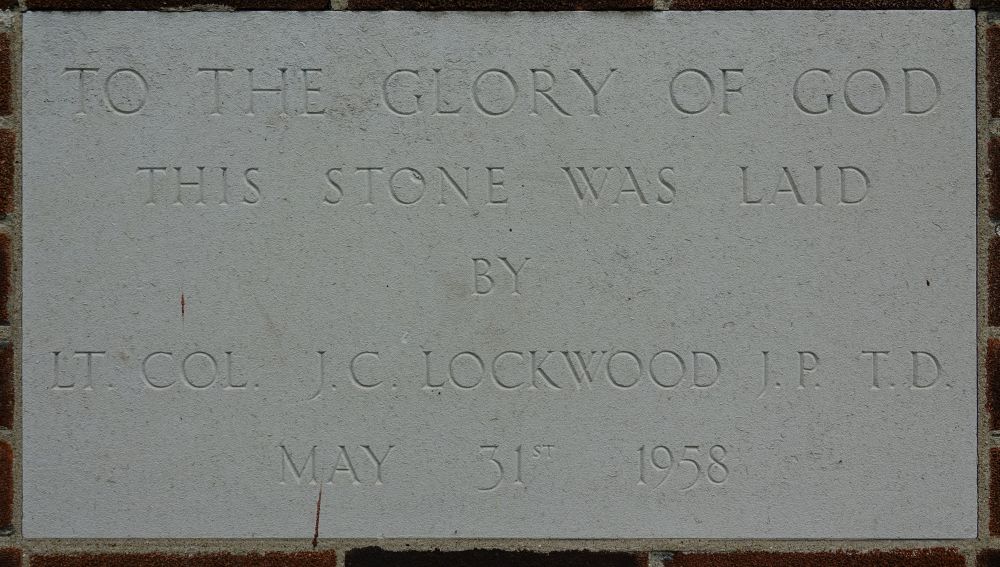 TO THE GLORY OF GOD
THIS STONE WAS LAID
BY
LT. COL. J.C. LOCKWOOD J.P. T.D.
MAY 31ST 1958